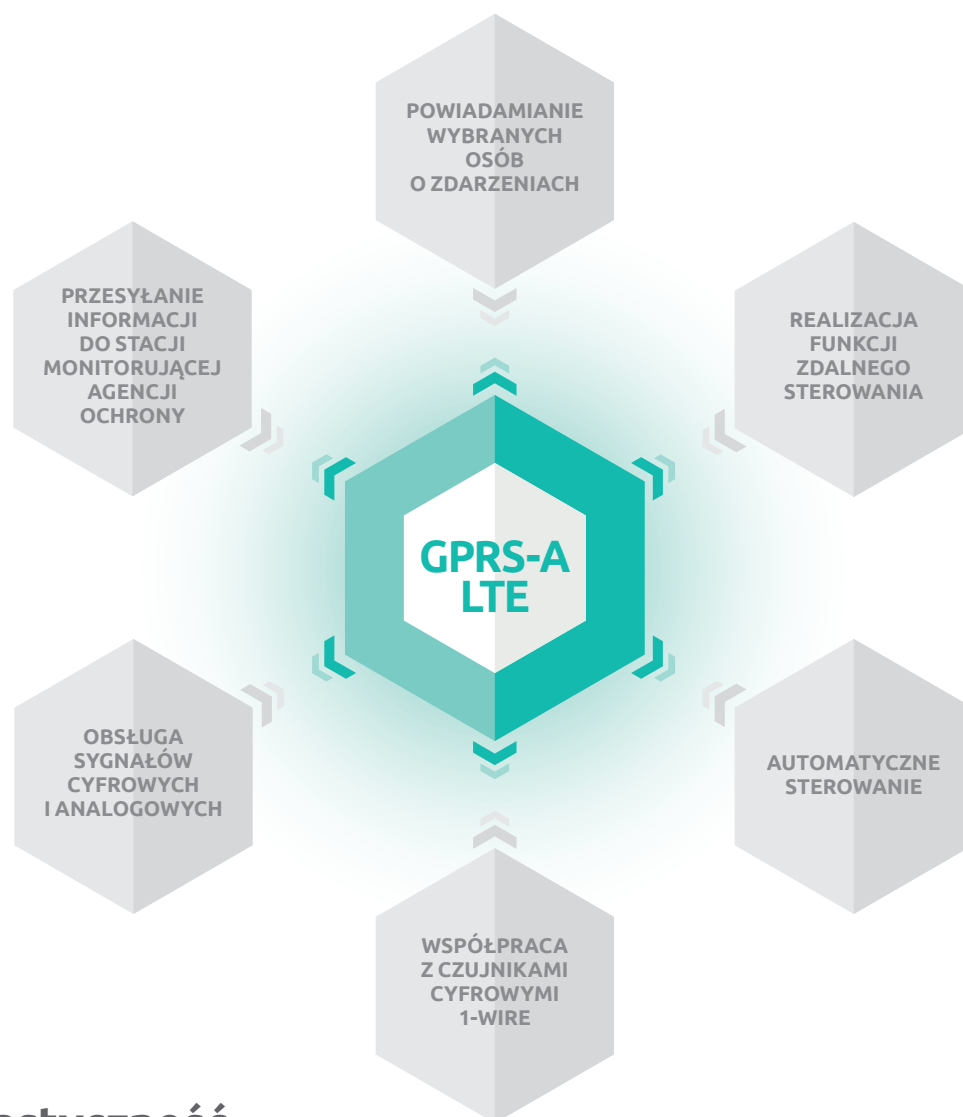 POWIADAMIANIE
WYBRANYCH
OSÓB
O ZDARZENIACH
PRZESYŁANIE
INFORMACJI
DO STACJI
MONITORUJĄCEJ
AGENCJI
OCHRONY
REALIZACJA
FUNKCJI
ZDALNEGO
STEROWANIA
GPRS-A
LTE
OBSŁUGA
SYGNAŁÓW
CYFROWYCH
I ANALOGOWYCH
AUTOMATYCZNE
STEROWANIE
WSPÓŁPRACA
Z CZUJNIKAMI
CYFROWYMI
1-WIRE